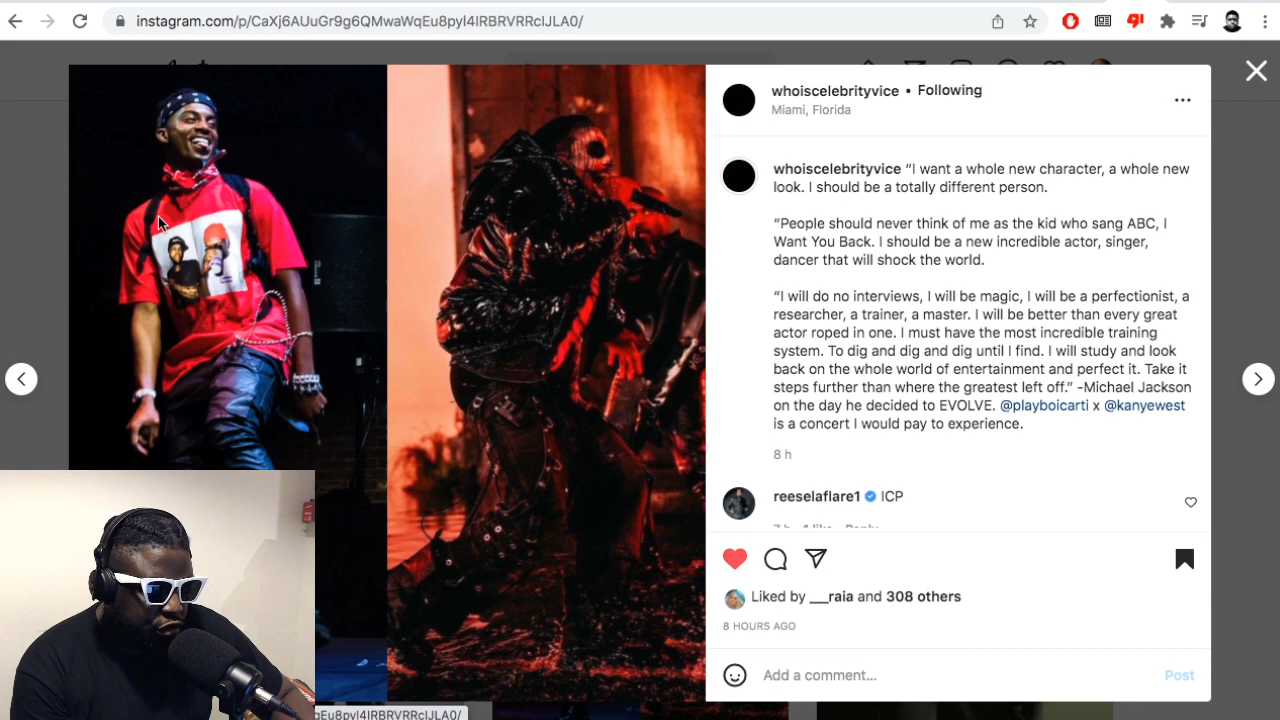 instagram.com/p/CaXj6AUuGr9g6QMwaWqEu8pyI4IRBRVRRcIJLA0/
whoiscelebrityvice • Following
Miami, Florida
whoiscelebrityvice “I want a whole new character, a whole new
look. I should be a totally different person.
“People should never think of me as the kid who sang ABC, I
Want You Back. I should be a new incredible actor, singer,
dancer that will shock the world.
“I will do no interviews, I will be magic, I will be a perfectionist, a
researcher, a trainer, a master. I will be better than every great
actor roped in one. I must have the most incredible training
system. To dig and dig and dig until I find. I will study and look
back on the whole world of entertainment and perfect it. Take it
steps further than where the greatest left off.” -Michael Jackson
on the day he decided to EVOLVE. @playboicarti x @kanyewest
is a concert I would pay to experience.
8 h
reeselaflare1 ICP
7 h 1 like Reply
Liked by ___raia and 308 others
8 HOURS AGO
Add a comment...
Post
qEu8pyI4IRBRVRRcIJLA0/